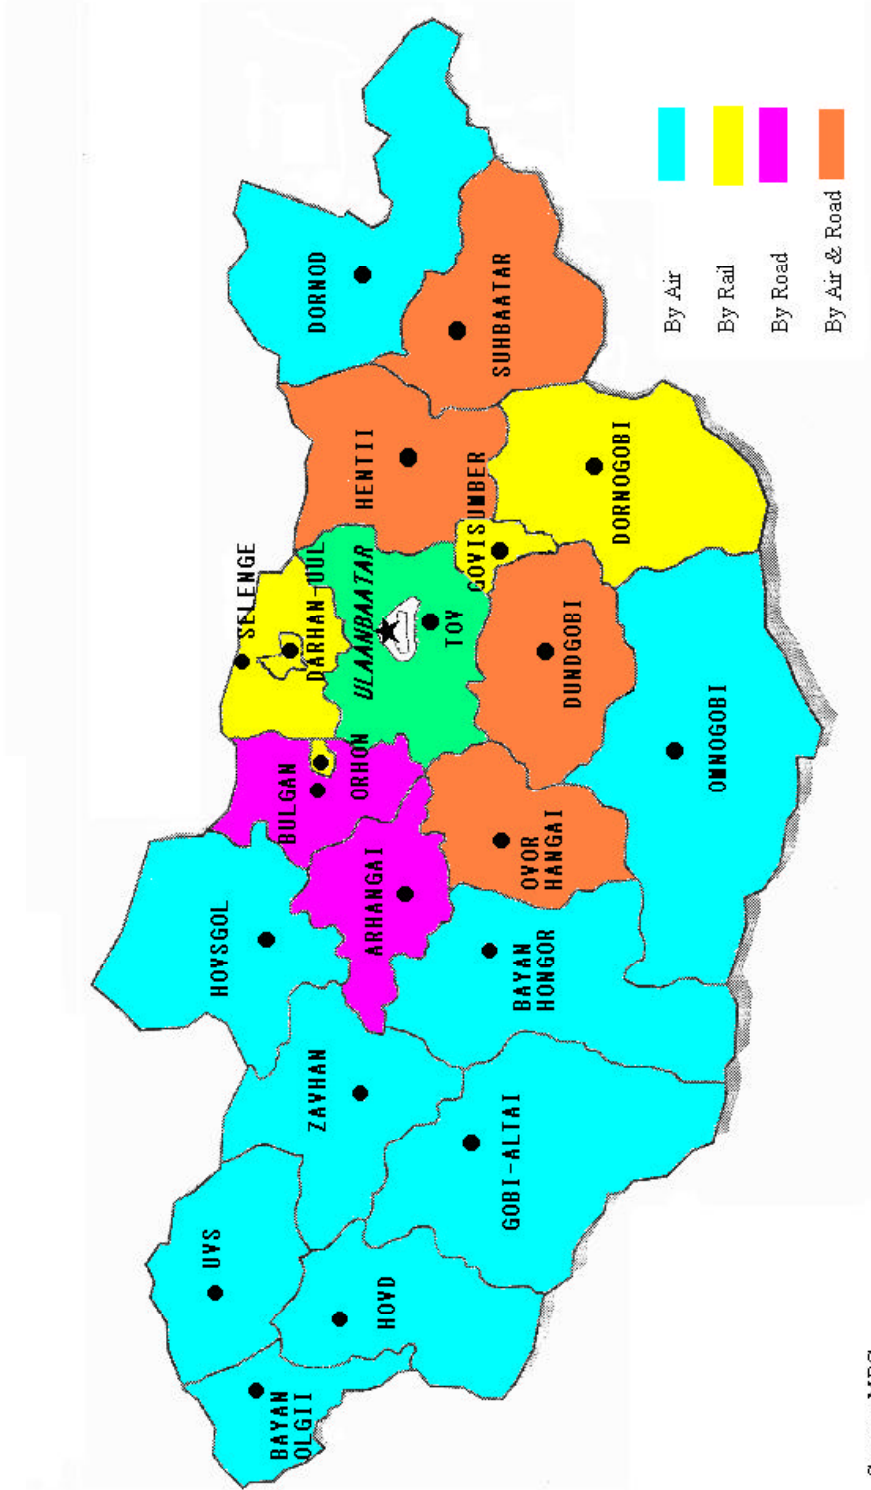 BAYAN
OLGII
UVS
HOVD
ZAVHAN
GOBI-ALTAI
HOVSGOL
ARHANGAI
BAYAN
HONGOR
BULGAN
ORHON
OVOR
HANGAI
SELENGE
DARHAN-UUL
ULAANBAATAR
TOV
DUNDGOBI
OMNOGOBI
GOVISUMBER
HENTII
DORNOGOBI
DORNOD
SUHBAATAR
By Air
By Rail
By Road
By Air & Road